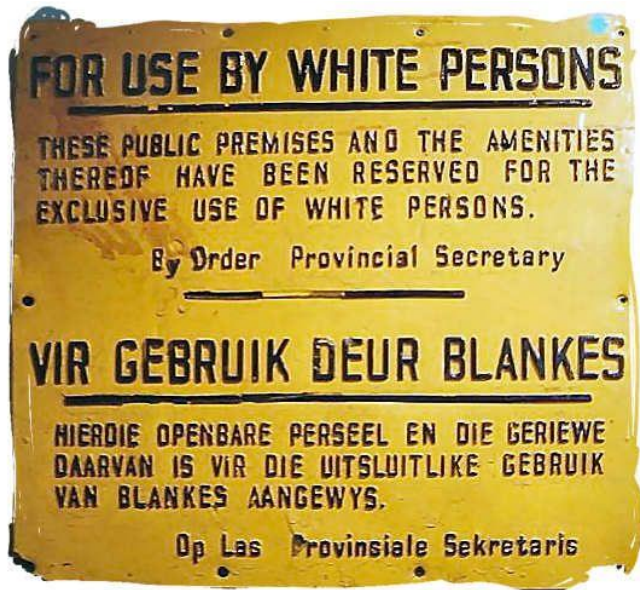 FOR USE BY WHITE PERSONS
THESE PUBLIC PREMISES AND THE AMENITIES
THEREOF HAVE BEEN RESERVED FOR THE
EXCLUSIVE USE OF WHITE PERSONS.
By Order Provincial Secretary
VIR GEBRUIK DEUR BLANKES
HIERDIE OPENBARE PERSEEL EN DIE GERIEWE
DAARVAN IS VIR DIE UITSLUITLIKE GEBRUIK
VAN BLANKES AANGEWYS.
Op Las Provinsiale Sekretaris